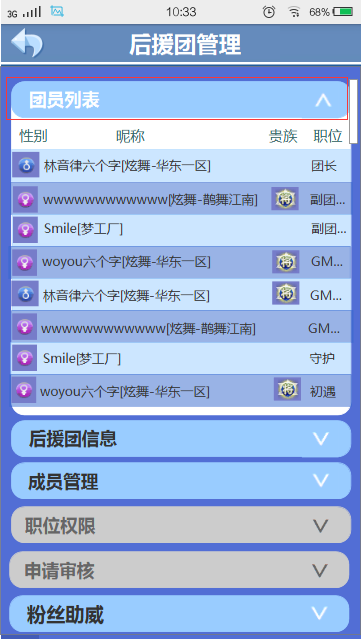 3G 10:33 68%
后援团管理
团员列表
性别 昵称 贵族 职位
林音律六个字[炫舞-华东一区] 团长
wwwwwwwwwwww[炫舞-鹊舞江南] 副团...
Smile[梦工厂] 副团...
woyou六个字[炫舞-华东一区] GM...
林音律六个字[炫舞-华东一区] GM...
wwwwwwwwwwww[炫舞-鹊舞江南] GM...
Smile[梦工厂] 守护
woyou六个字[炫舞-华东一区] 初遇
后援团信息
成员管理
职位权限
申请审核
粉丝助威